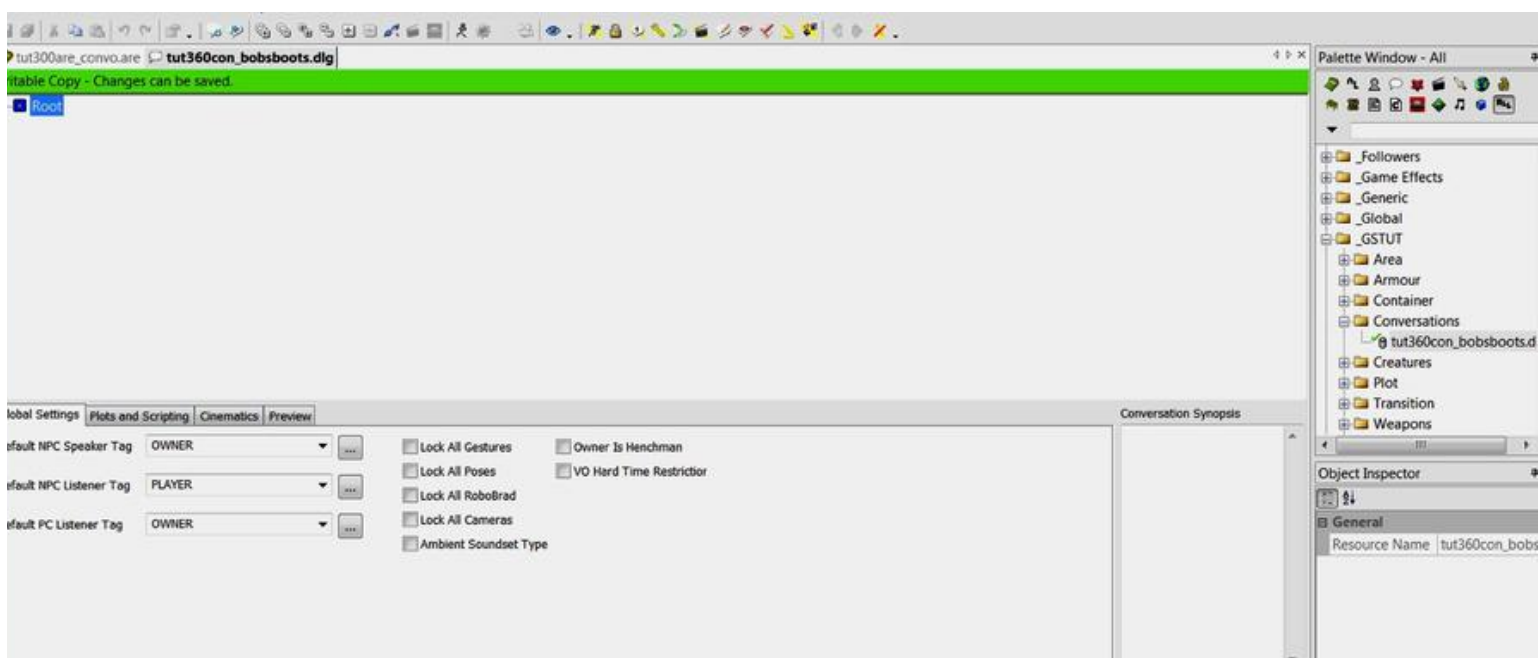 tut300are_convo.are tut360con_bobsboots.dlg
Palette Window - All
ritable Copy - Changes can be saved.
Root
_Followers
_Game Effects
_Generic
_Global
_GSTUT
Area
Armour
Container
Conversations
tut360con_bobsboots.d
Creatures
Plot
Transition
Weapons
lobal Settings Plots and Scripting Cinematics Preview
Conversation Synopsis
efault NPC Speaker Tag OWNER ... Lock All Gestures Owner Is Henchman
Lock All Poses VO Hard Time Restriction
efault NPC Listener Tag PLAYER ...
Lock All RoboBrad
efault PC Listener Tag OWNER ... Lock All Cameras
Ambient Soundset Type
Object Inspector
General
Resource Name tut360con_bobs